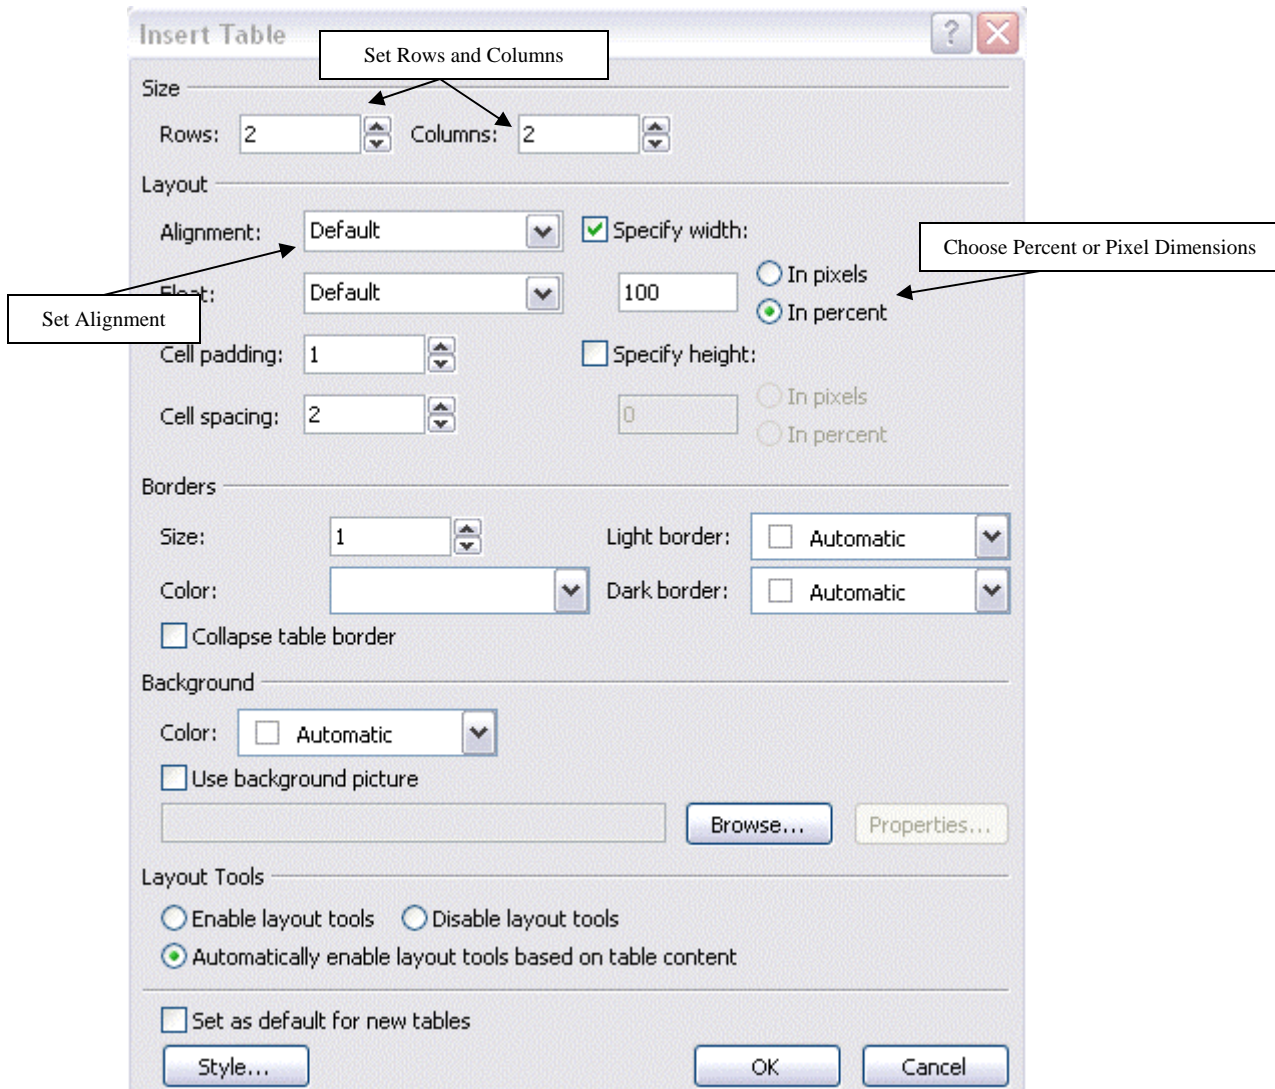 Insert Table
Set Rows and Columns
Size
Rows: 2 Columns: 2
Layout
Alignment: Default Specify width:
Choose Percent or Pixel Dimensions
Float: Default 100 In pixels
In percent
Set Alignment
Cell padding: 1 Specify height:
Cell spacing: 2 0 In pixels
In percent
Borders
Size: 1 Light border: Automatic
Color: Dark border: Automatic
Collapse table border
Background
Color: Automatic
Use background picture
Browse... Properties...
Layout Tools
Enable layout tools Disable layout tools
Automatically enable layout tools based on table content
Set as default for new tables
Style... OK Cancel